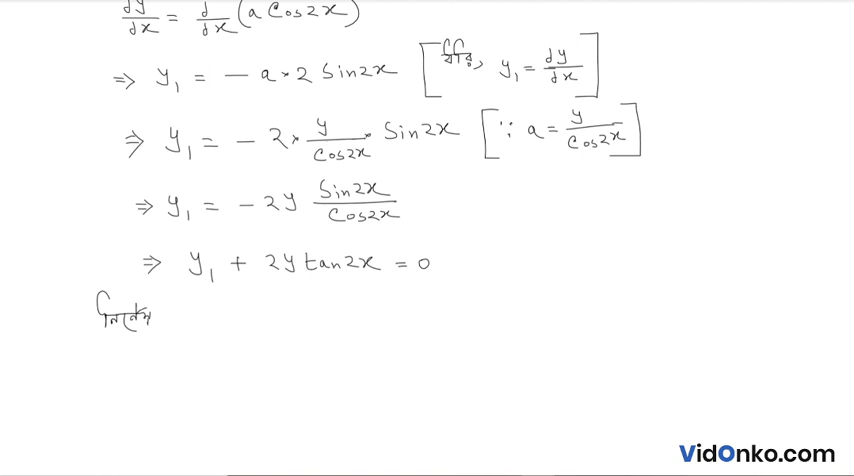 dy/dx = d/dx (a Cos2x)
⇒ y₁ = − a × 2 Sin2x [ধরি, y₁ = dy/dx]
⇒ y₁ = − 2 × y/Cos2x × Sin2x [∵ a = y/Cos2x]
⇒ y₁ = − 2y Sin2x/Cos2x
⇒ y₁ + 2y tan2x = 0
VidOnko.com